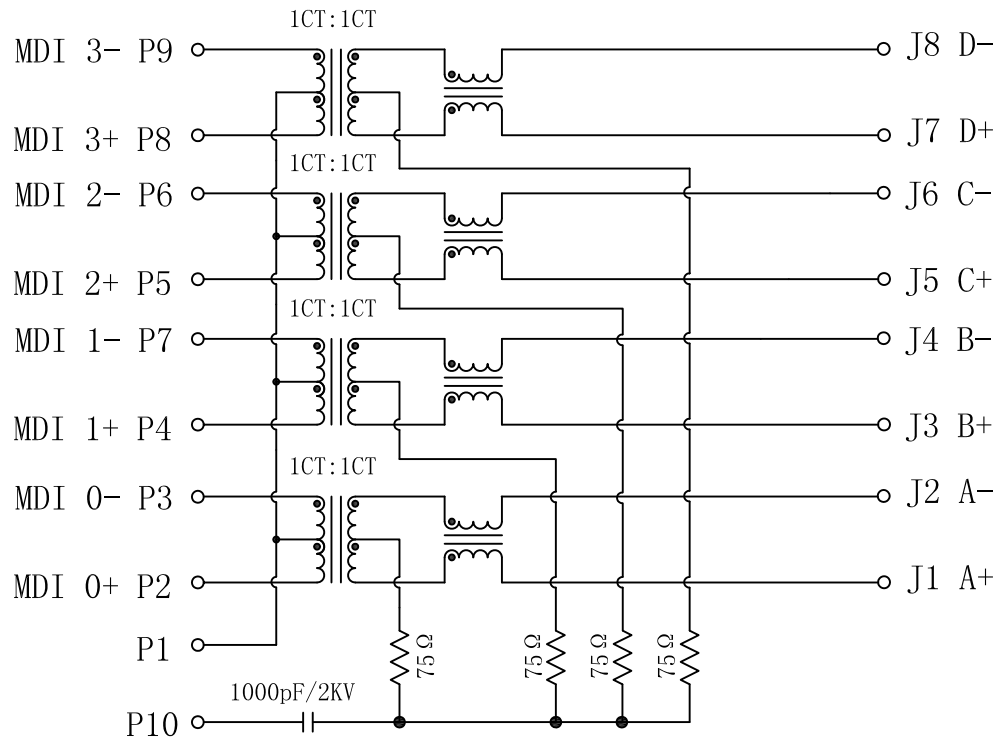 1CT:1CT
MDI 3- P9 J8 D-
MDI 3+ P8 J7 D+
1CT:1CT
MDI 2- P6 J6 C-
MDI 2+ P5 J5 C+
1CT:1CT
MDI 1- P7 J4 B-
MDI 1+ P4 J3 B+
1CT:1CT
MDI 0- P3 J2 A-
MDI 0+ P2 J1 A+
P1
75Ω 75Ω 75Ω 75Ω
1000pF/2KV
P10